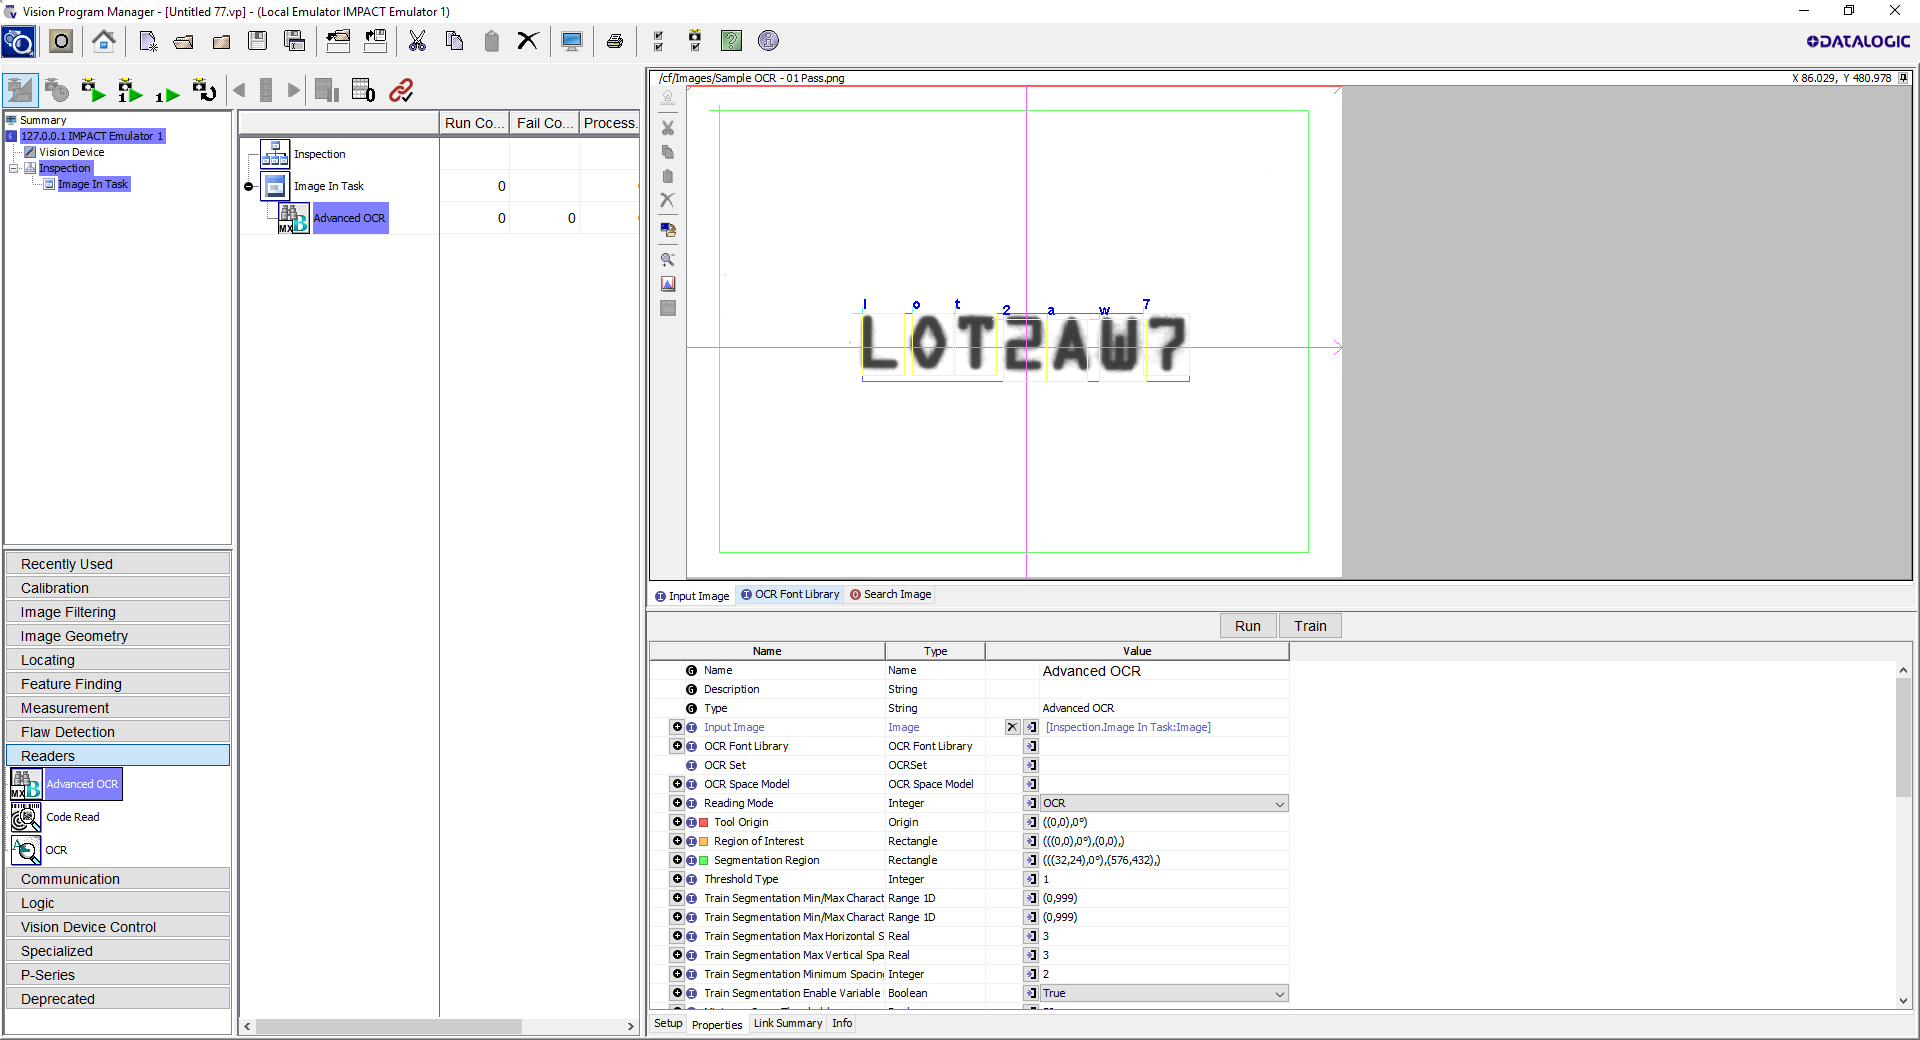 Vision Program Manager - [Untitled 77.vp] - (Local Emulator IMPACT Emulator 1)
DATALOGIC
Summary
127.0.0.1 IMPACT Emulator 1
Vision Device
Inspection
Image In Task
Run Co... Fail Co... Process.
Inspection
Image In Task 0
Advanced OCR 0 0
MX B
/cf/Images/Sample OCR - 01 Pass.png
X 86.029, Y 480.978
l o t 2 a w 7
LOT2AW7
Input Image OCR Font Library Search Image
Recently Used
Calibration
Image Filtering
Image Geometry
Locating
Feature Finding
Measurement
Flaw Detection
Readers
Advanced OCR
Code Read
OCR
Communication
Logic
Vision Device Control
Specialized
P-Series
Deprecated
Run Train
Name Type Value
Name Name Advanced OCR
Description String
Type String Advanced OCR
Input Image Image [Inspection.Image In Task:Image]
OCR Font Library OCR Font Library
OCR Set OCRSet
OCR Space Model OCR Space Model
Reading Mode Integer OCR
Tool Origin Origin ((0,0),0°)
Region of Interest Rectangle (((0,0),0°),(0,0),)
Segmentation Region Rectangle (((32,24),0°),(576,432),)
Threshold Type Integer 1
Train Segmentation Min/Max Charact Range 1D (0,999)
Train Segmentation Min/Max Charact Range 1D (0,999)
Train Segmentation Max Horizontal S Real 3
Train Segmentation Max Vertical Spa Real 3
Train Segmentation Minimum Spacing Integer 2
Train Segmentation Enable Variable Boolean True
Setup Properties Link Summary Info